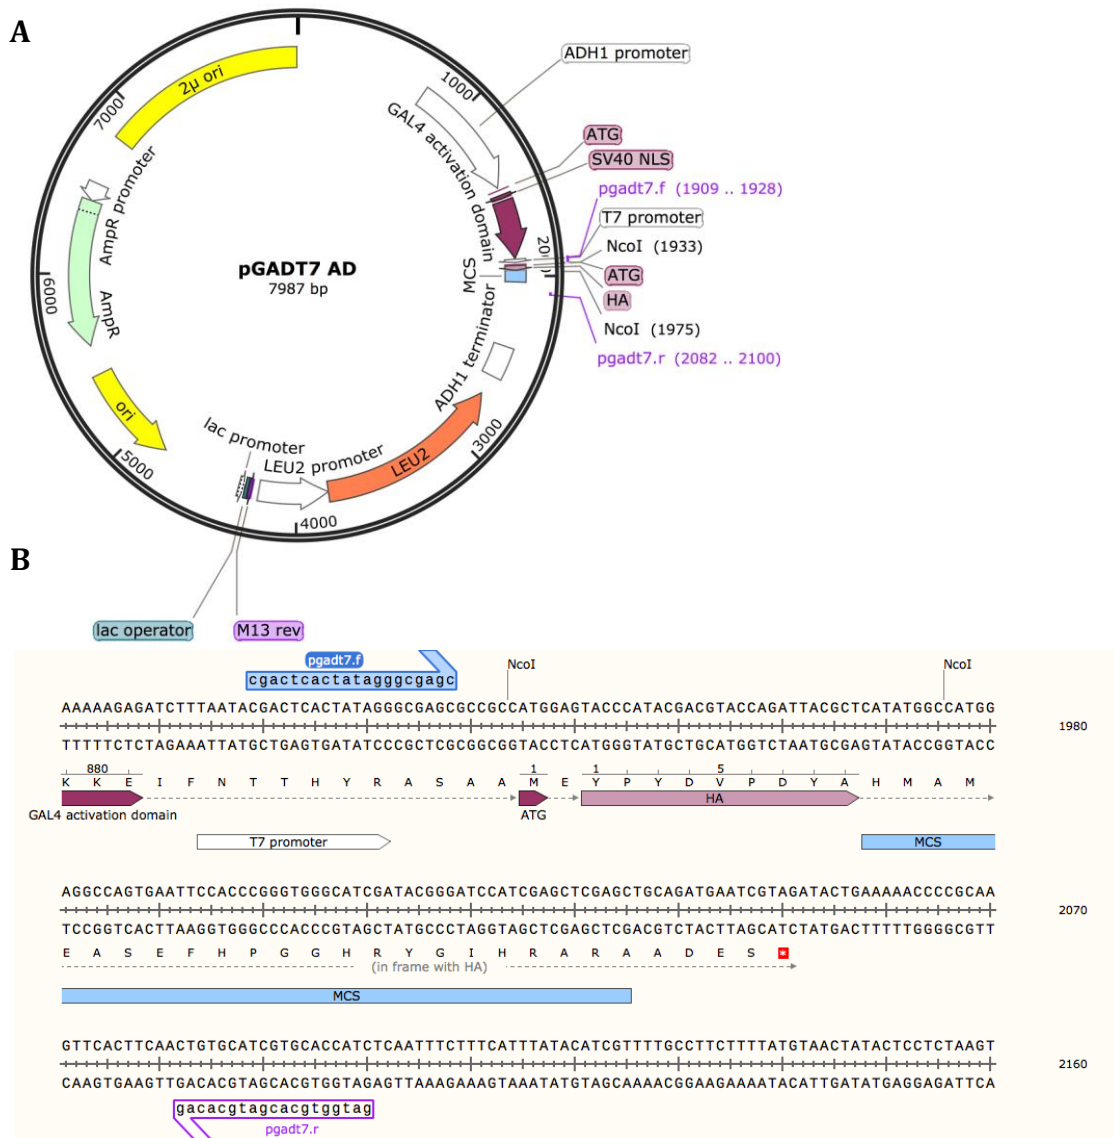 A
ADH1 promoter
1000
2μ ori
7000
GAL4 activation domain
ATG
SV40 NLS
pgadt7.f (1909 .. 1928)
T7 promoter
AmpR promoter
NcoI (1933)
pGADT7 AD
7987 bp
MCS
ATG
HA
6000
AmpR
NcoI (1975)
pgadt7.r (2082 .. 2100)
ADH1 terminator
ori
5000
lac promoter
LEU2 promoter
LEU2
3000
4000
B
lac operator
M13 rev
pgadt7.f
NcoI
NcoI
cgactcactatagggcgagc
AAAAAGAGATCTTTAATACGACTCACTATAGGGCGAGCGCCGCCATGGAGTACCCATACGACGTACCAGATTACGCTCATATGGCCATGG
1980
TTTTTCTCTAGAAATTATGCTGAGTGATATCCCGCTCGCGGCGGTACCTCATGGGTATGCTGCATGGTCTAATGCGAGTATACCGGTACC
880 1 1 5
K K E I F N T T H Y R A S A A M E Y P Y D V P D Y A H M A M
HA
GAL4 activation domain
ATG
T7 promoter
MCS
AGGCCAGTGAATTCCACCCGGGTGGGCATCGATACGGGATCCATCGAGCTCGAGCTGCAGATGAATCGTAGATACTGAAAAACCCCGCAA
2070
TCCGGTCACTTAAGGTGGGCCCACCCGTAGCTATGCCCTAGGTAGCTCGAGCTCGACGTCTACTTAGCATCTATGACTTTTTGGGGCGTT
E A S E F H P G G H R Y G I H R A R A A D E S *
(in frame with HA)
MCS
GTTCACTTCAACTGTGCATCGTGCACCATCTCAATTTCTTTCATTTATACATCGTTTTGCCTTCTTTTATGTAACTATACTCCTCTAAGT
2160
CAAGTGAAGTTGACACGTAGCACGTGGTAGAGTTAAAGAAAGTAAATATGTAGCAAAACGGAAGAAAATACATTGATATGAGGAGATTCA
gacacgtagcacgtggtag
pgadt7.r